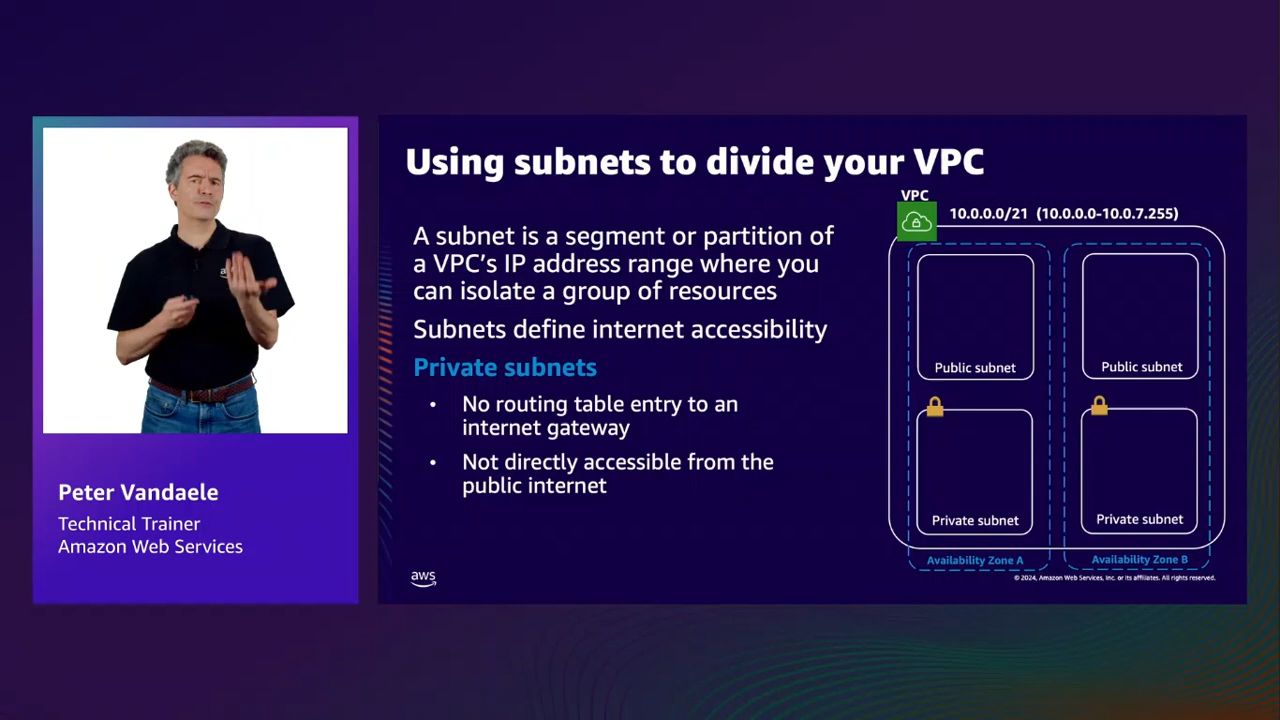 Using subnets to divide your VPC
VPC
10.0.0.0/21 (10.0.0.0-10.0.7.255)
A subnet is a segment or partition of
a VPC's IP address range where you
can isolate a group of resources
Subnets define internet accessibility
Private subnets
• No routing table entry to an
internet gateway
• Not directly accessible from the
public internet
Public subnet
Public subnet
Private subnet
Private subnet
Availability Zone A
Availability Zone B
aws
© 2024, Amazon Web Services, Inc. or its affiliates. All rights reserved.
Peter Vandaele
Technical Trainer
Amazon Web Services